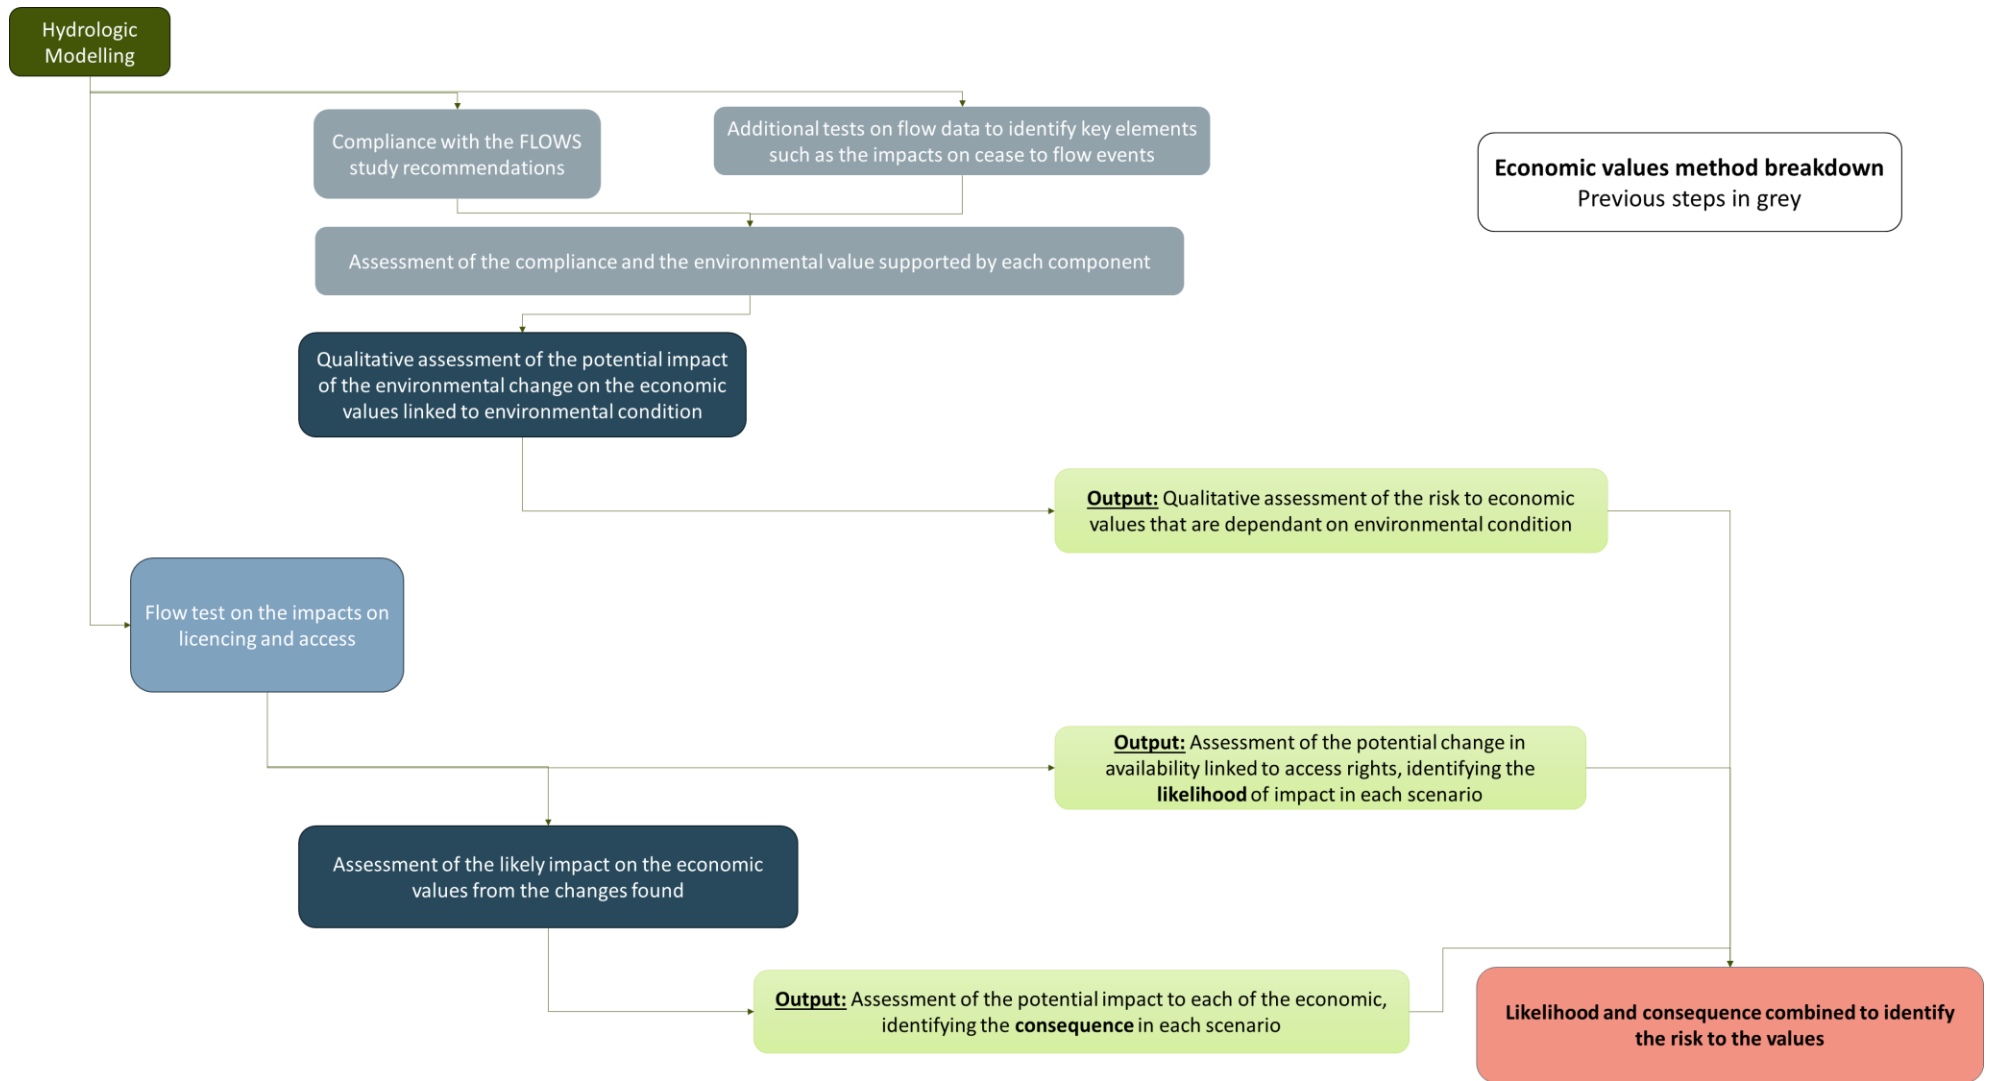 Hydrologic
Modelling
Compliance with the FLOWS
study recommendations
Additional tests on flow data to identify key elements
such as the impacts on cease to flow events
Economic values method breakdown
Previous steps in grey
Assessment of the compliance and the environmental value supported by each component
Qualitative assessment of the potential impact
of the environmental change on the economic
values linked to environmental condition
Output: Qualitative assessment of the risk to economic
values that are dependant on environmental condition
Flow test on the impacts on
licencing and access
Output: Assessment of the potential change in
availability linked to access rights, identifying the
likelihood of impact in each scenario
Assessment of the likely impact on the economic
values from the changes found
Output: Assessment of the potential impact to each of the economic,
identifying the consequence in each scenario
Likelihood and consequence combined to identify
the risk to the values